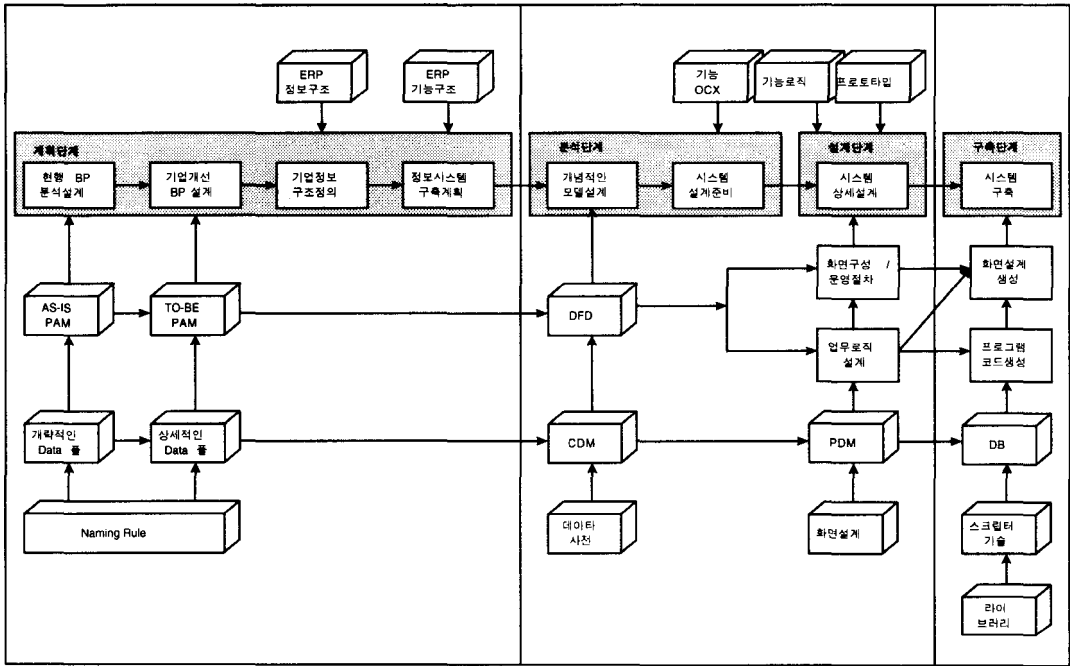 ERP
정보구조
ERP
기능구조
기능
OCX
기능로직
프로토타입
계획단계
분석단계
설계단계
구축단계
현행 BP
분석설계
기업개선
BP 설계
기업정보
구조정의
정보시스템
구축계획
개념적인
모델설계
시스템
설계준비
시스템
상세설계
시스템
구축
AS-IS
PAM
TO-BE
PAM
DFD
화면구성 /
운영절차
화면설계
생성
업무로직
설계
프로그램
코드생성
개략적인
Data 풀
상세적인
Data 풀
CDM
PDM
DB
Naming Rule
데이타
사전
화면설계
스크립터
기술
라이
브러리